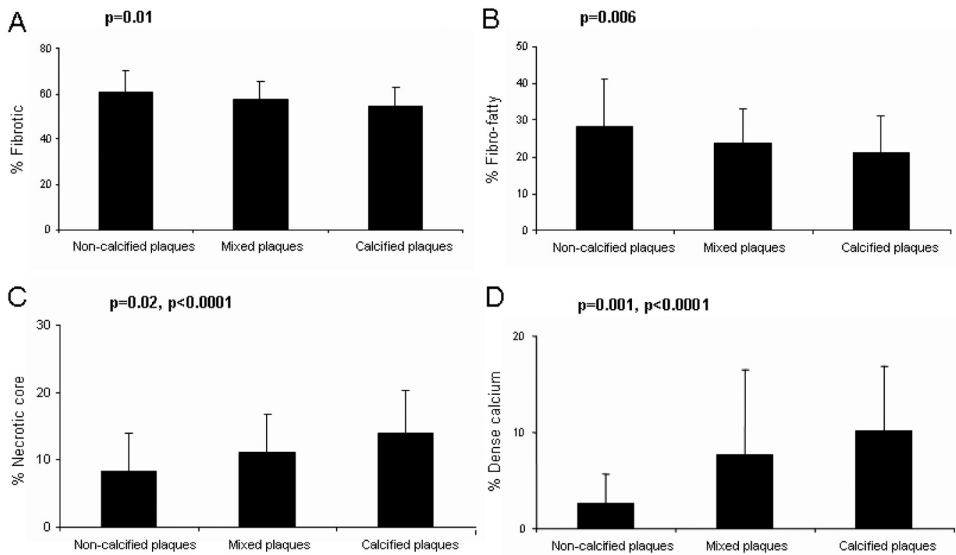 A
p=0.01
80
60
40
20
0
% Fibrotic
Non-calcified plaques
Mixed plaques
Calcified plaques
B
p=0.006
50
40
30
20
10
0
% Fibro-fatty
Non-calcified plaques
Mixed plaques
Calcified plaques
C
p=0.02, p<0.0001
30
20
10
0
% Necrotic core
Non-calcified plaques
Mixed plaques
Calcified plaques
D
p=0.001, p<0.0001
20
10
0
% Dense calcium
Non-calcified plaques
Mixed plaques
Calcified plaques